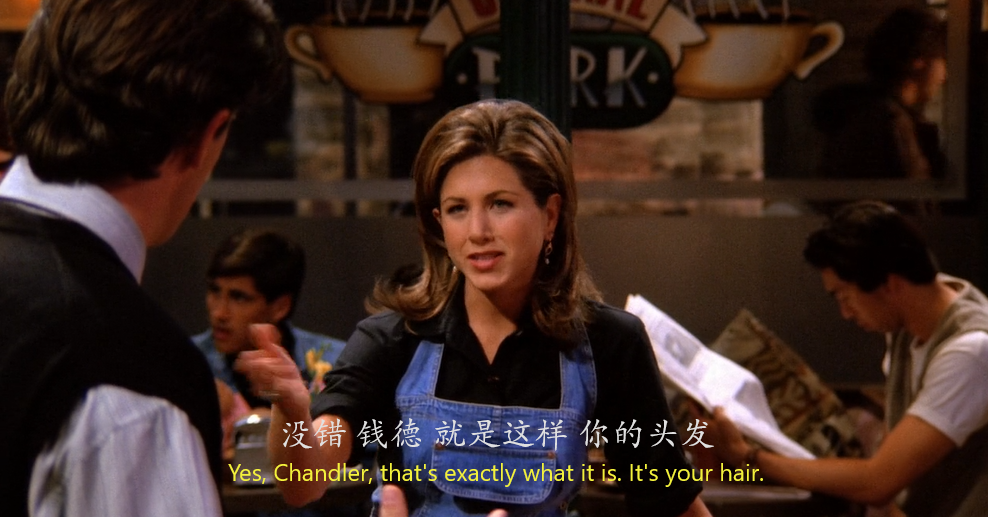 PERK
没错 钱德 就是这样 你的头发
Yes, Chandler, that's exactly what it is. It's your hair.